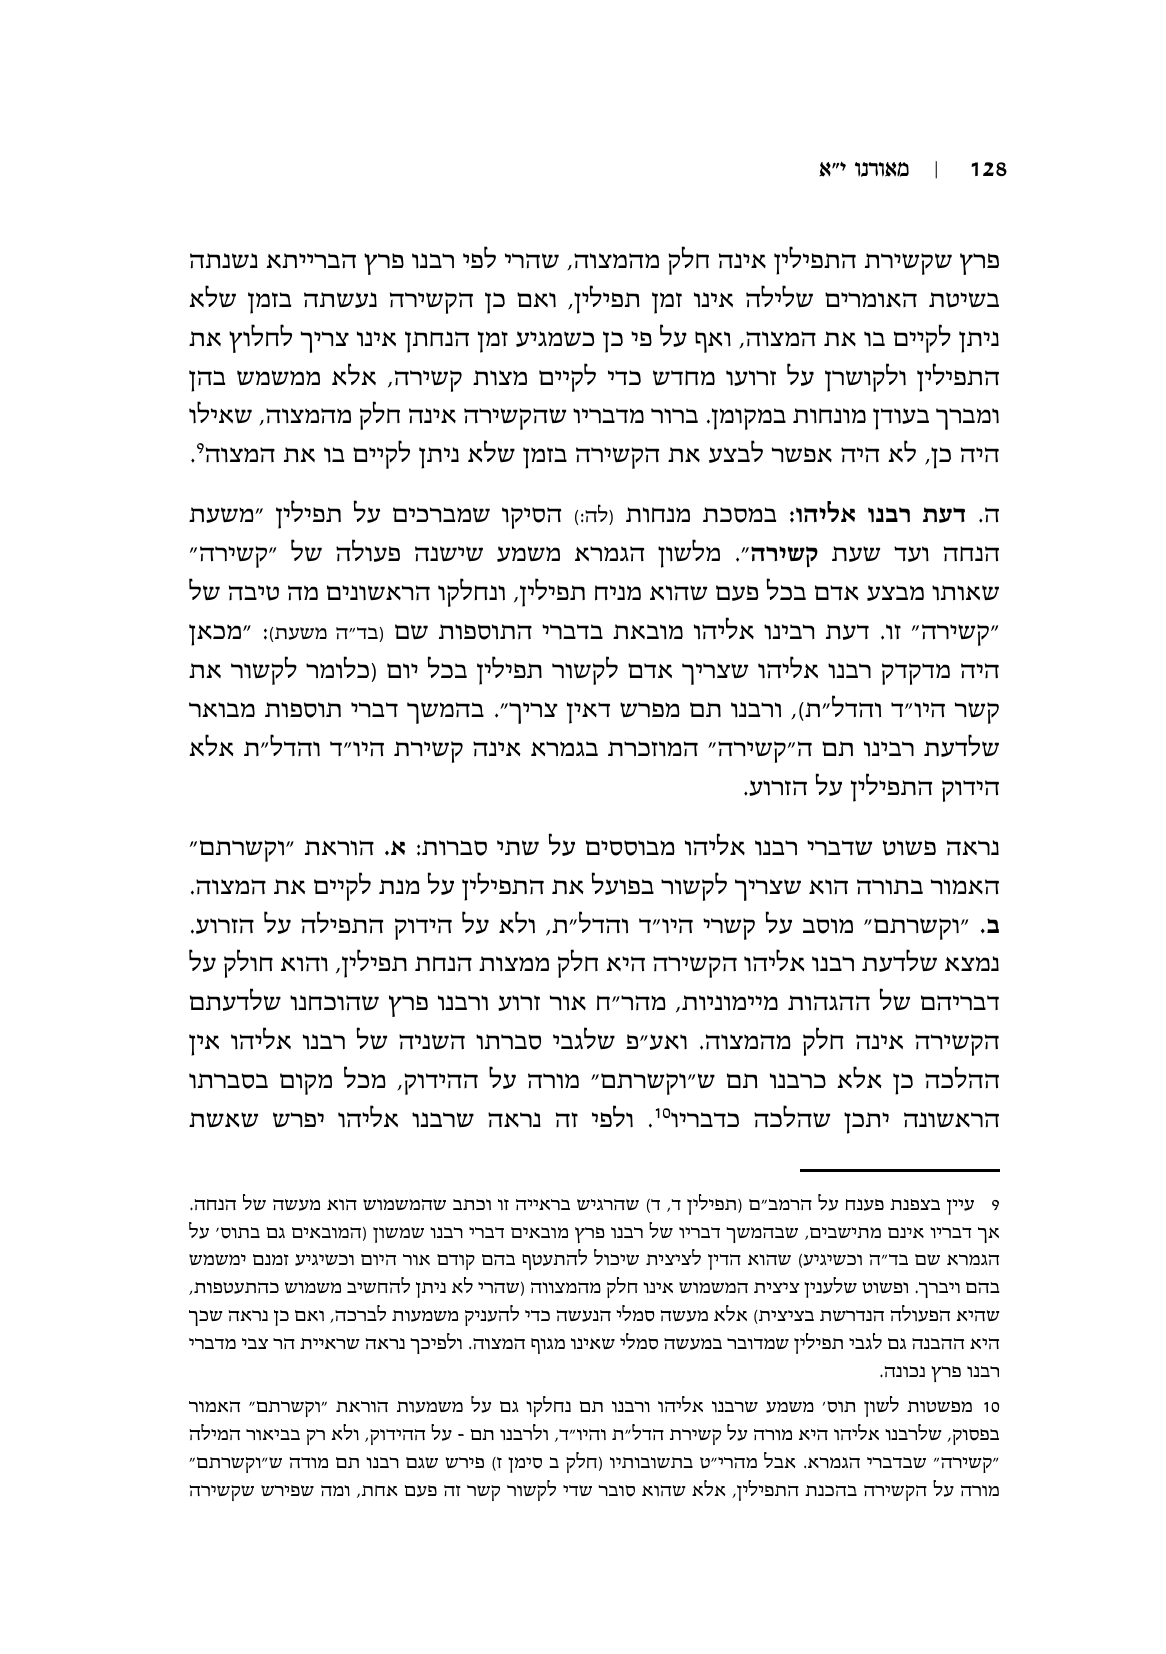 128 | מאורנו י״א
פרץ שקשירת התפילין אינה חלק מהמצוה, שהרי לפי רבנו פרץ הברייתא נשנתה
בשיטת האומרים שלילה אינו זמן תפילין, ואם כן הקשירה נעשתה בזמן שלא
ניתן לקיים בו את המצוה, ואף על פי כן כשמגיע זמן הנחתן אינו צריך לחלוץ את
התפילין ולקושרן על זרועו מחדש כדי לקיים מצות קשירה, אלא ממשמש בהן
ומברך בעודן מונחות במקומן. ברור מדבריו שהקשירה אינה חלק מהמצוה, שאילו
היה כן, לא היה אפשר לבצע את הקשירה בזמן שלא ניתן לקיים בו את המצוה9.
ה. דעת רבנו אליהו: במסכת מנחות (לה:) הסיקו שמברכים על תפילין ״משעת
הנחה ועד שעת קשירה״. מלשון הגמרא משמע שישנה פעולה של ״קשירה״
שאותו מבצע אדם בכל פעם שהוא מניח תפילין, ונחלקו הראשונים מה טיבה של
״קשירה״ זו. דעת רבינו אליהו מובאת בדברי התוספות שם (בד״ה משעת): ״מכאן
היה מדקדק רבנו אליהו שצריך אדם לקשור תפילין בכל יום (כלומר לקשור את
קשר היו״ד והדל״ת), ורבנו תם מפרש דאין צריך״. בהמשך דברי תוספות מבואר
שלדעת רבינו תם ה״קשירה״ המוזכרת בגמרא אינה קשירת היו״ד והדל״ת אלא
הידוק התפילין על הזרוע.
נראה פשוט שדברי רבנו אליהו מבוססים על שתי סברות: א. הוראת ״וקשרתם״
האמור בתורה הוא שצריך לקשור בפועל את התפילין על מנת לקיים את המצוה.
ב. ״וקשרתם״ מוסב על קשרי היו״ד והדל״ת, ולא על הידוק התפילה על הזרוע.
נמצא שלדעת רבנו אליהו הקשירה היא חלק ממצות הנחת תפילין, והוא חולק על
דבריהם של ההגהות מיימוניות, מהר״ח אור זרוע ורבנו פרץ שהוכחנו שלדעתם
הקשירה אינה חלק מהמצוה. ואע״פ שלגבי סברתו השניה של רבנו אליהו אין
ההלכה כן אלא כרבנו תם ש״וקשרתם״ מורה על ההידוק, מכל מקום בסברתו
הראשונה יתכן שהלכה כדבריו10. ולפי זה נראה שרבנו אליהו יפרש שאשת
9 עיין בצפנת פענח על הרמב״ם (תפילין ד, ד) שהרגיש בראייה זו וכתב שהמשמוש הוא מעשה של הנחה.
אך דבריו אינם מתישבים, שבהמשך דבריו של רבנו פרץ מובאים דברי רבנו שמשון (המובאים גם בתוס׳ על
הגמרא שם בד״ה וכשיגיע) שהוא הדין לציצית שיכול להתעטף בהם קודם אור היום וכשיגיע זמנם ימשמש
בהם ויברך. ופשוט שלענין ציצית המשמוש אינו חלק מהמצווה (שהרי לא ניתן להחשיב משמוש כהתעטפות,
שהיא הפעולה הנדרשת בציצית) אלא מעשה סמלי הנעשה כדי להעניק משמעות לברכה, ואם כן נראה שכך
היא ההבנה גם לגבי תפילין שמדובר במעשה סמלי שאינו מגוף המצוה. ולפיכך נראה שראיית הר צבי מדברי
רבנו פרץ נכונה.
10 מפשטות לשון תוס׳ משמע שרבנו אליהו ורבנו תם נחלקו גם על משמעות הוראת ״וקשרתם״ האמור
בפסוק, שלרבנו אליהו היא מורה על קשירת הדל״ת והיו״ד, ולרבנו תם - על ההידוק, ולא רק בביאור המילה
״קשירה״ שבדברי הגמרא. אבל מהרי״ט בתשובותיו (חלק ב סימן ז) פירש שגם רבנו תם מודה ש״וקשרתם״
מורה על הקשירה בהכנת התפילין, אלא שהוא סובר שדי לקשור קשר זה פעם אחת, ומה שפירש שקשירה